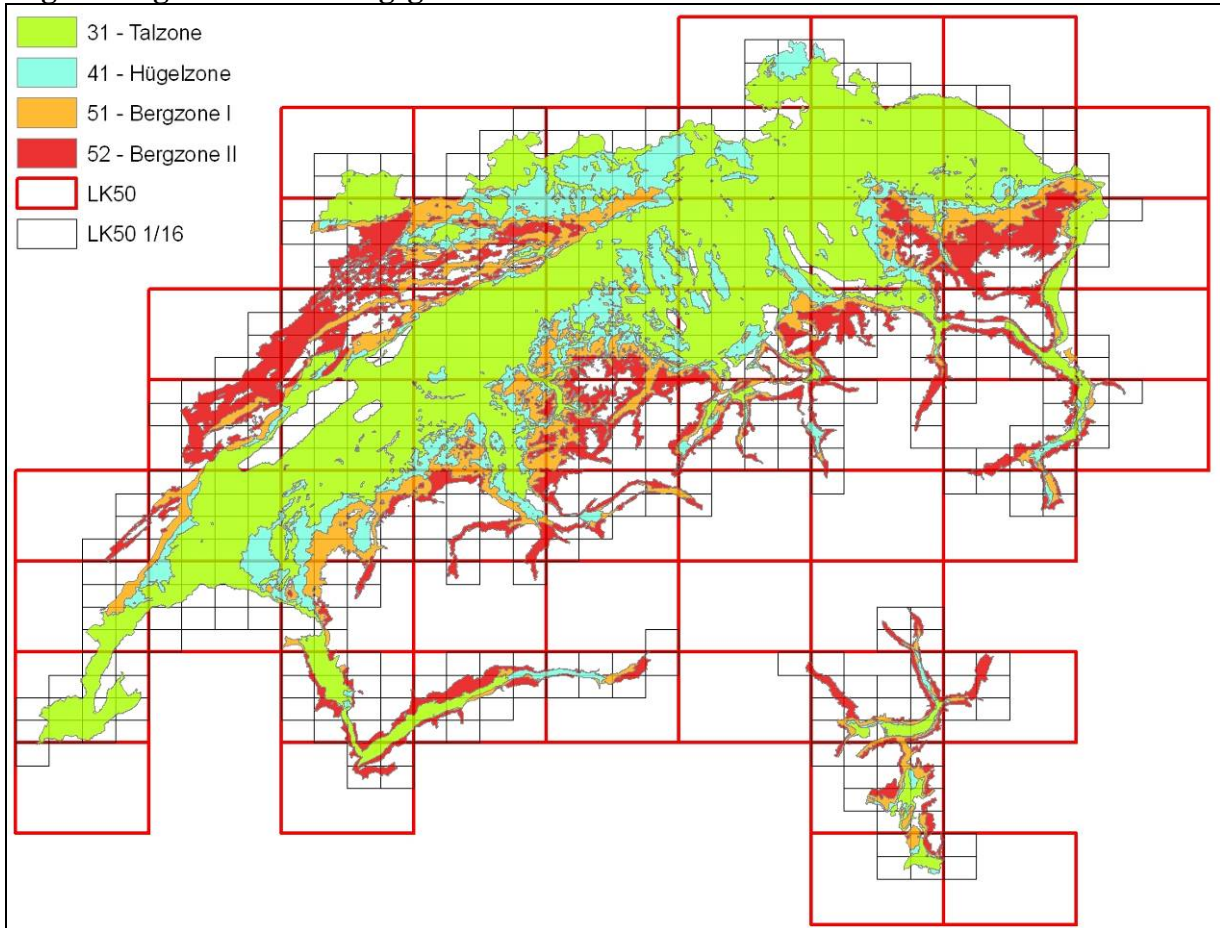 31 - Talzone
41 - Hügelzone
51 - Bergzone I
52 - Bergzone II
LK50
LK50 1/16